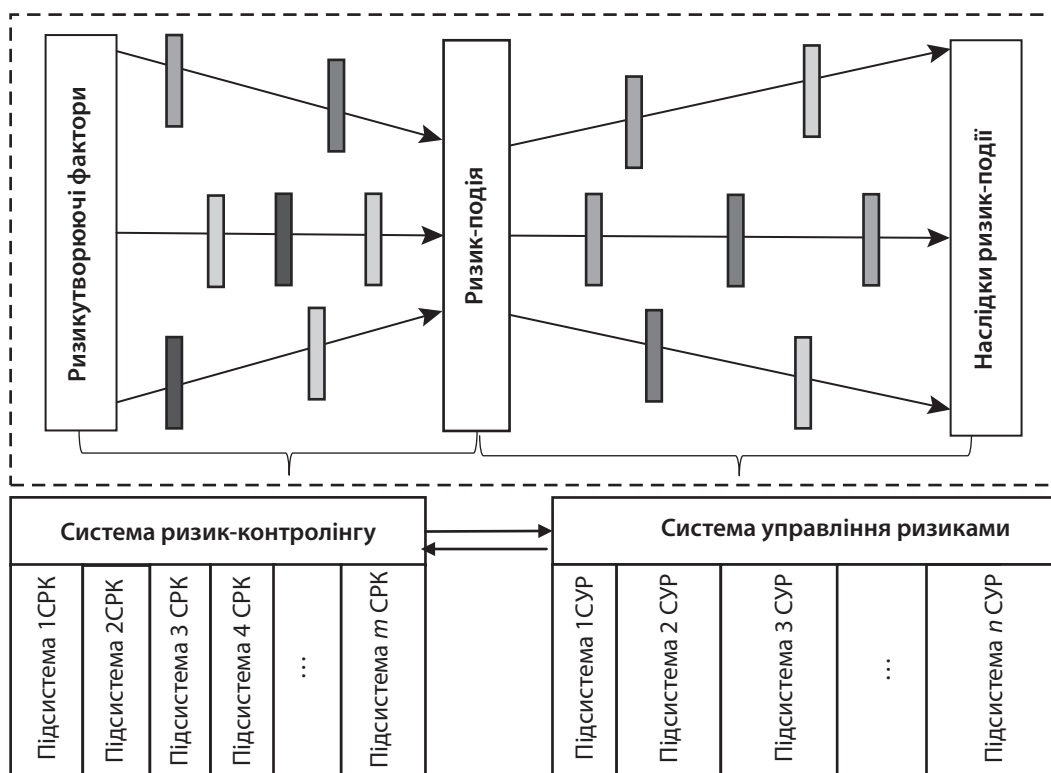 Ризикутворюючі фактори
Ризик-подія
Наслідки ризик-події
Система ризик-контролінгу
Система управління ризиками
Підсистема 1СРК
Підсистема 2СРК
Підсистема 3 СРК
Підсистема 4 СРК
...
Підсистема m СРК
Підсистема 1СУР
Підсистема 2 СУР
Підсистема 3 СУР
...
Підсистема n СУР